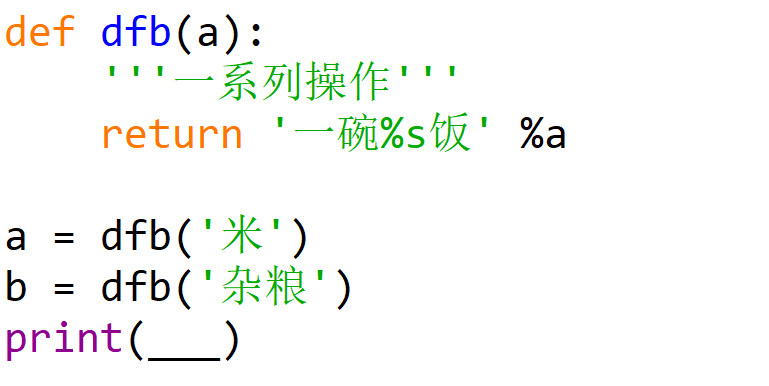 def dfb(a):
    '''一系列操作'''
    return '一碗%s饭' %a
a = dfb('米')
b = dfb('杂粮')
print(___)